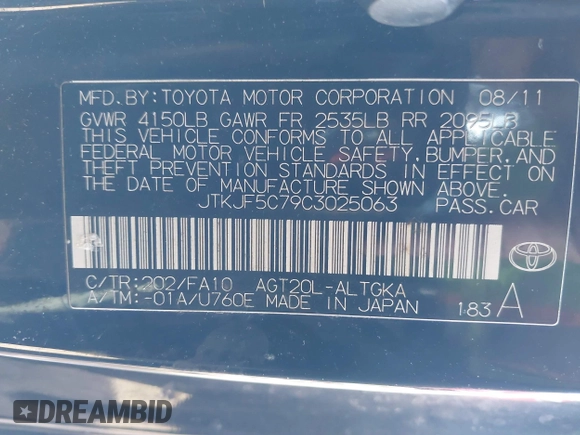 MFD.BY:TOYOTA MOTOR CORPORATION 08/11
GVWR 4150LB GAWR FR 2535LB RR 2095LB
THIS VEHICLE CONFORMS TO ALL APPLICABLE
FEDERAL MOTOR VEHICLE SAFETY,BUMPER,AND
THEFT PREVENTION STANDARDS IN EFFECT ON
THE DATE OF MANUFACTURE SHOWN ABOVE.
JTKJF5C79C3025063 PASS.CAR
C/TR:202/FA10 AGT20L-ALTGKA
A/TM:-01A/U760E MADE IN JAPAN 183 A
DREAMBID